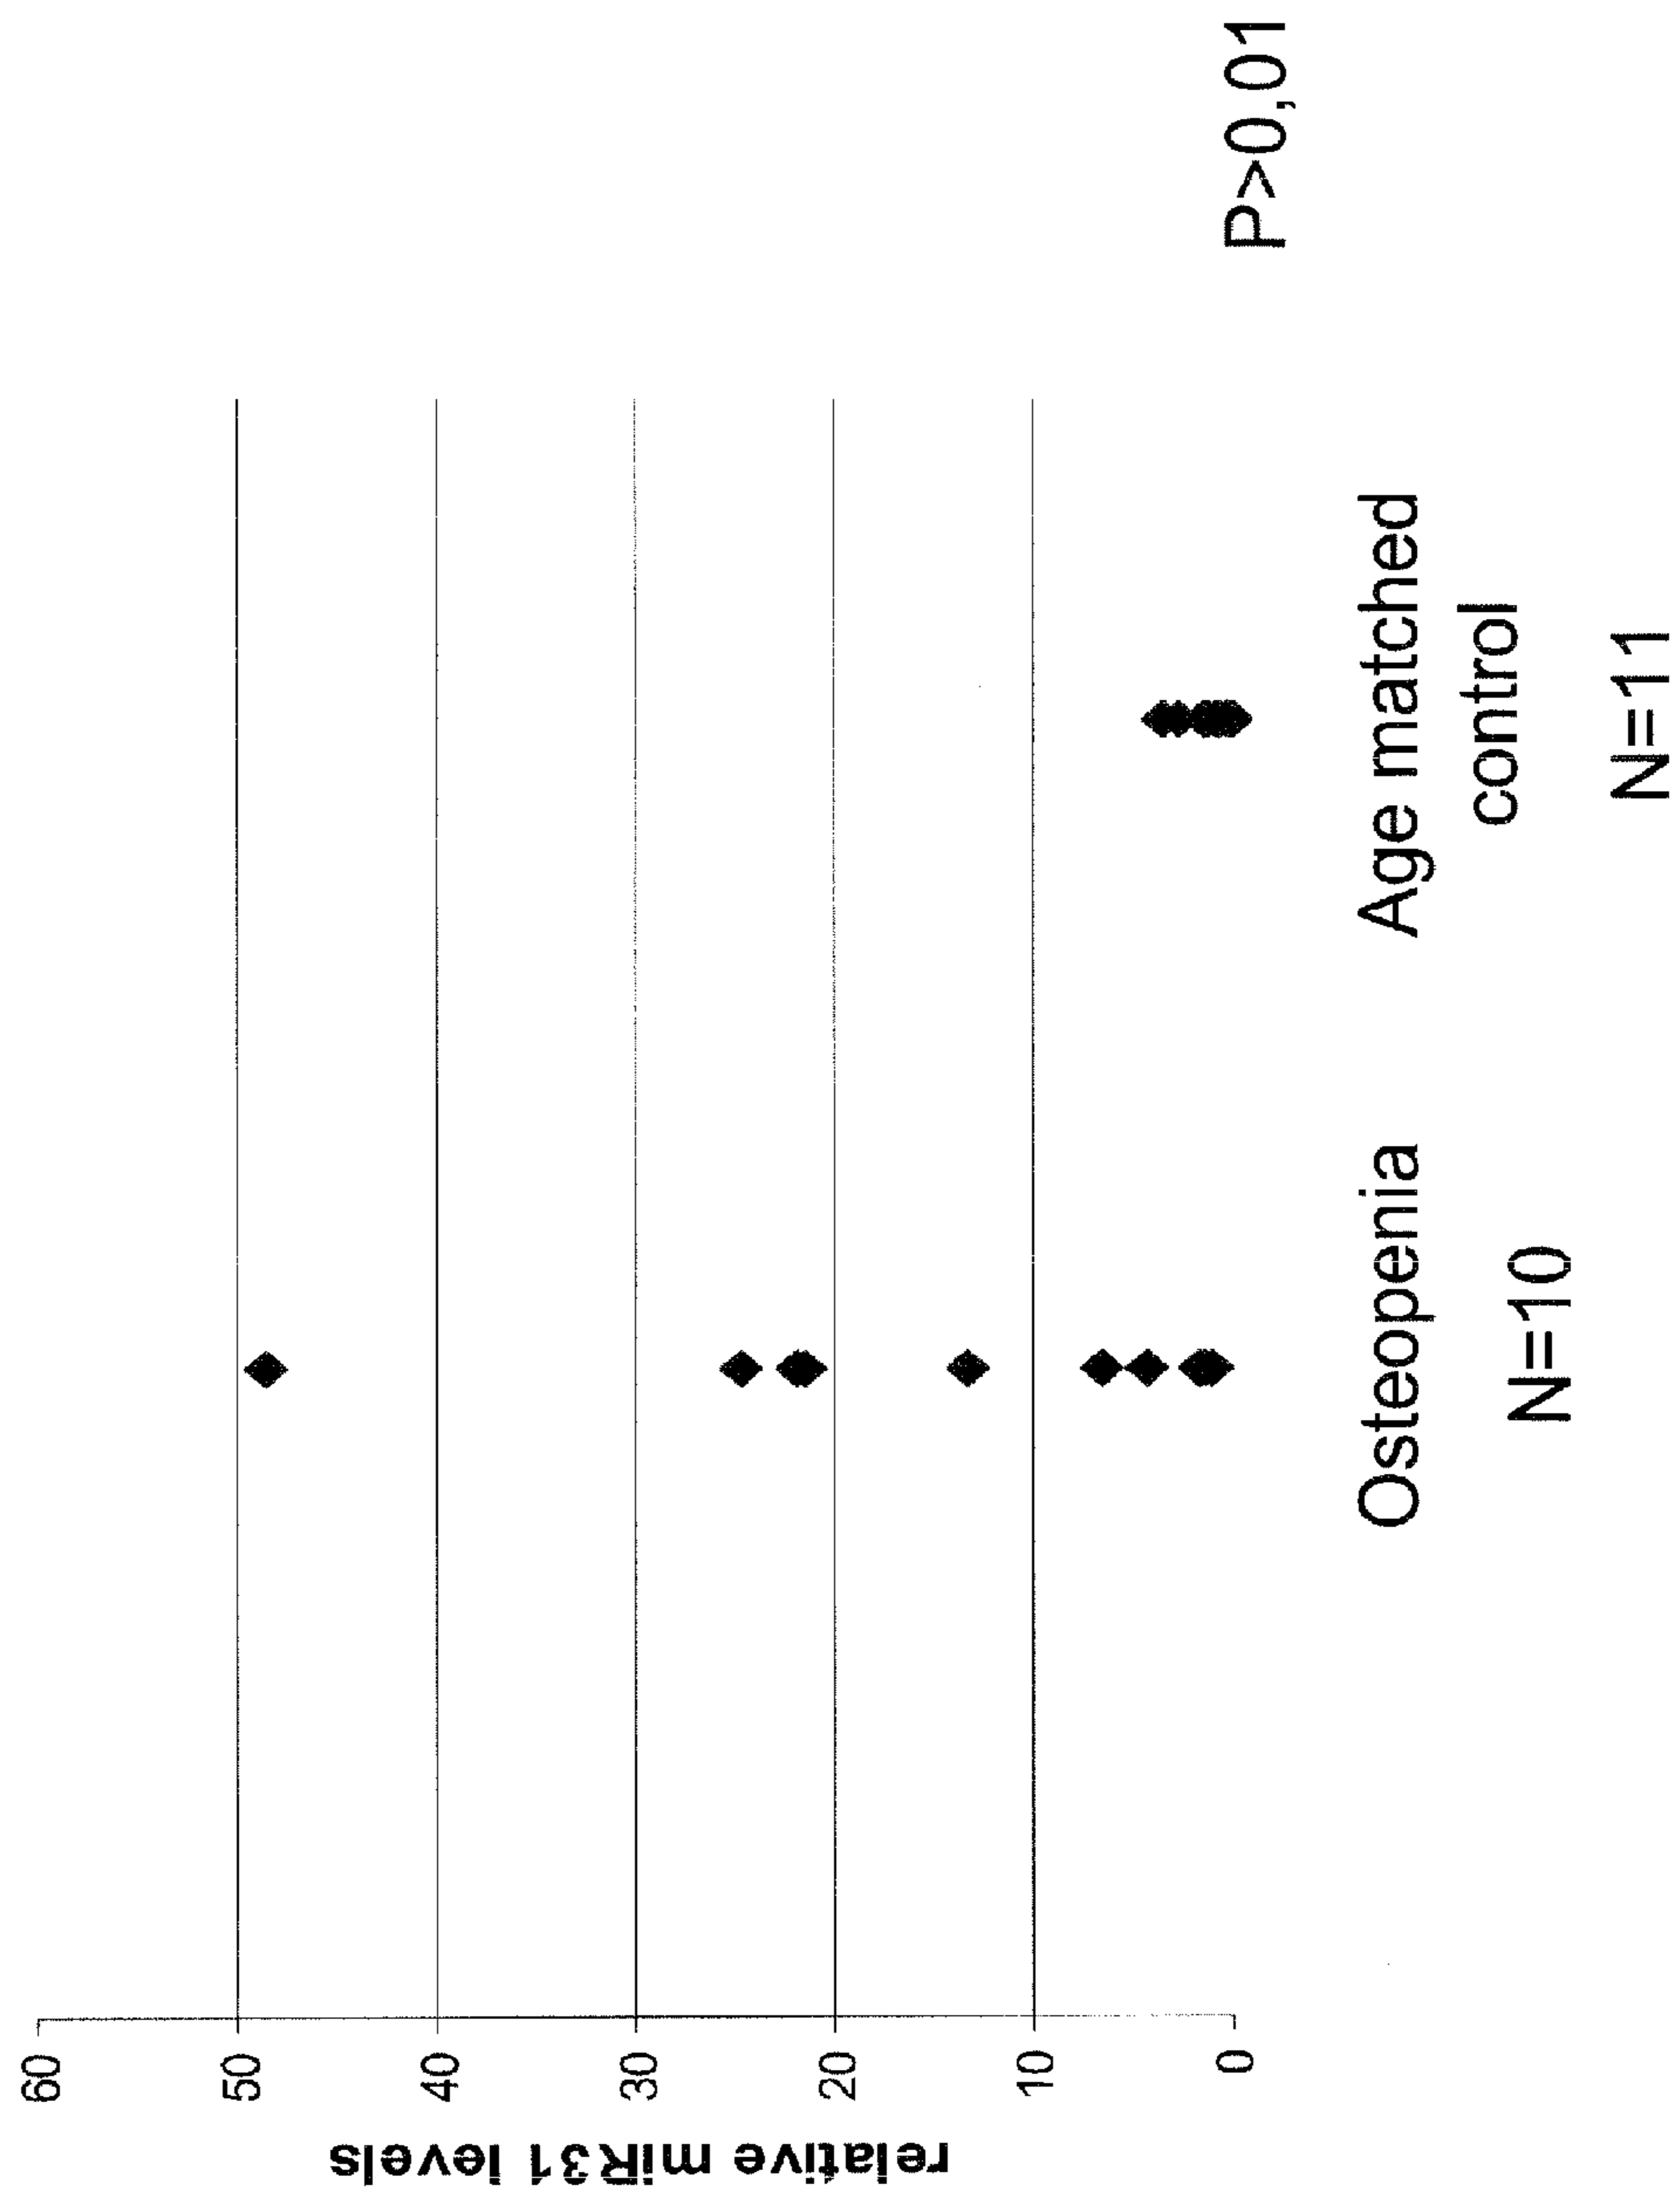 relative miR31 levels
60
50
40
30
20
10
0
Osteopenia
N=10
Age matched
control
N=11
P>0,01